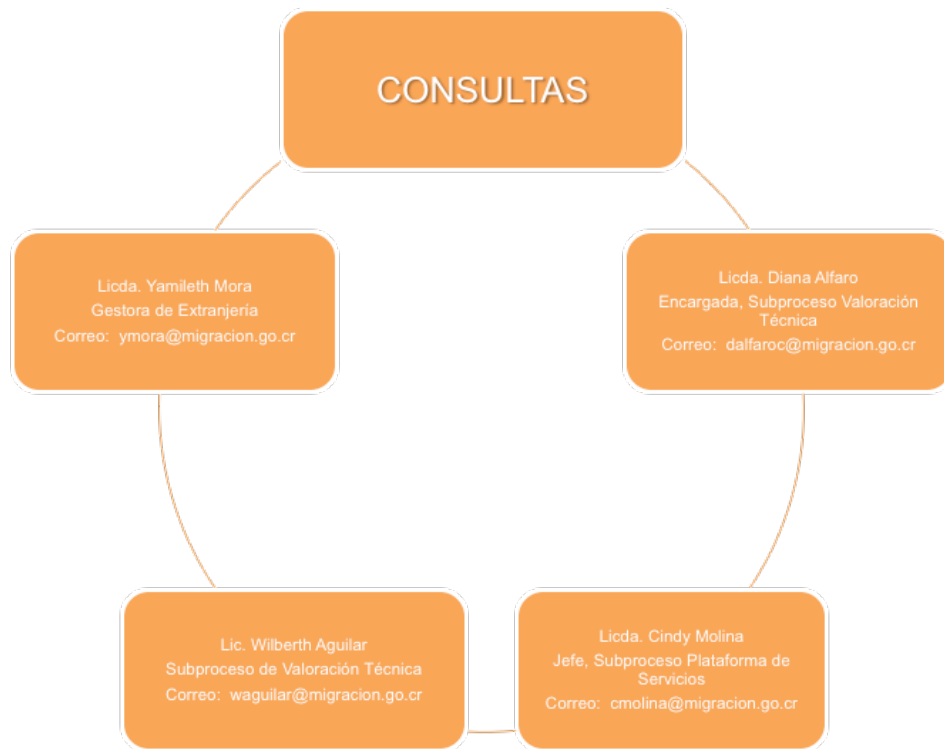 CONSULTAS
Licda. Yamileth Mora
Gestora de Extranjería
Correo: ymora@migracion.go.cr
Licda. Diana Alfaro
Encargada, Subproceso Valoración
Técnica
Correo: dalfaroc@migracion.go.cr
Lic. Wilberth Aguilar
Subproceso de Valoración Técnica
Correo: waguilar@migracion.go.cr
Licda. Cindy Molina
Jefe, Subproceso Plataforma de
Servicios
Correo: cmolina@migracion.go.cr